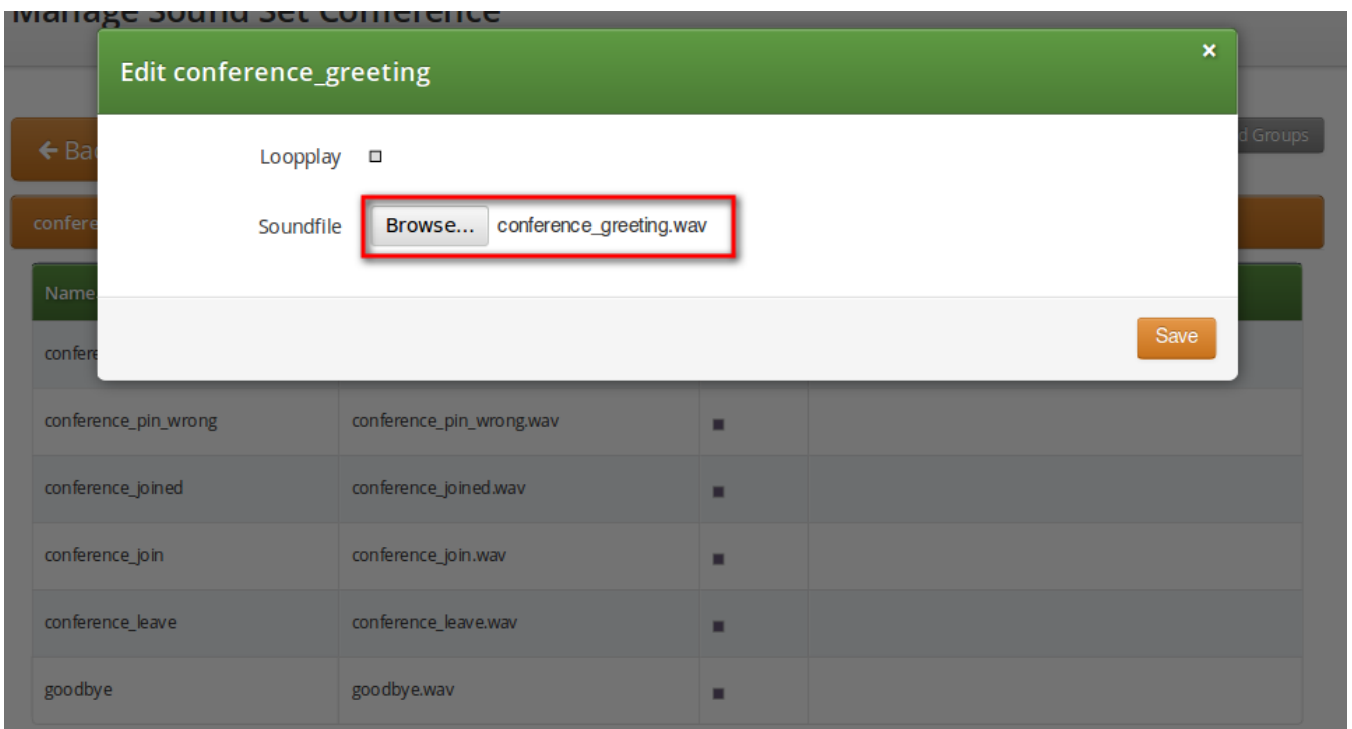 Manage Sound Set Conference
Edit conference_greeting
×
Loopplay
Soundfile
Browse...
conference_greeting.wav
Save
Groups
Name
conference_pin_wrong
conference_pin_wrong.wav
conference_joined
conference_joined.wav
conference_join
conference_join.wav
conference_leave
conference_leave.wav
goodbye
goodbye.wav